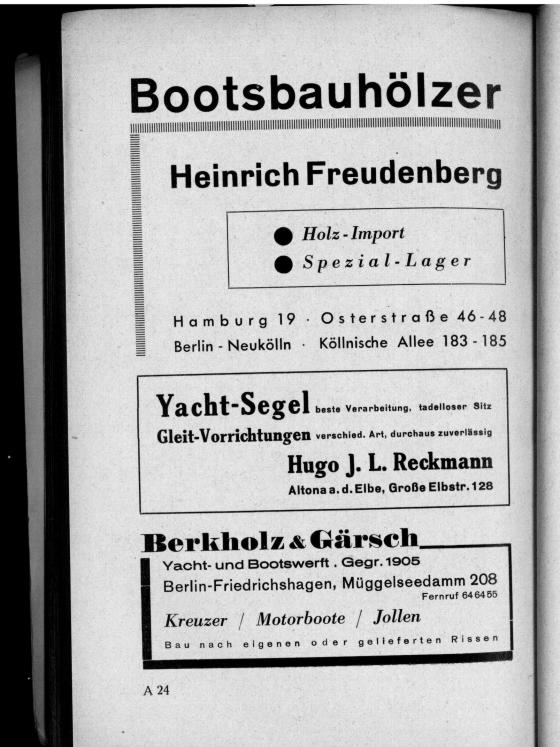 Bootsbauhölzer
Heinrich Freudenberg
Holz-Import
Spezial-Lager
Hamburg 19 · Osterstraße 46-48
Berlin-Neukölln · Köllnische Allee 183-185
Yacht-Segel beste Verarbeitung, tadelloser Sitz
Gleit-Vorrichtungen verschied. Art, durchaus zuverlässig
Hugo J. L. Reckmann
Altona a. d. Elbe, Große Elbstr. 128
Berkholz & Gärsch
Yacht- und Bootswerft . Gegr. 1905
Berlin-Friedrichshagen, Müggelseedamm 208
Fernruf 64 64 55
Kreuzer / Motorboote / Jollen
Bau nach eigenen oder gelieferten Rissen
A 24